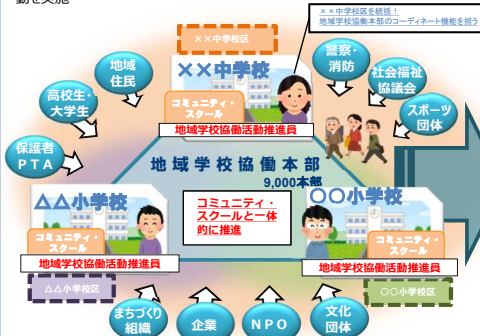 動を実施
××中学校区を統括！
地域学校協働本部のコーディネート機能を担う
××中学校区
××中学校
コミュニティ・
スクール
地域学校協働活動推進員
地域
住民
高校生・
大学生
保護者
ＰＴＡ
警察・
消防
社会福祉
協議会
スポーツ
団体
地域学校協働本部
9,000本部
コミュニティ・
スクールと一体
的に推進
△△小学校
コミュニティ・
スクール
地域学校協働活動推進員
△△小学校区
〇〇小学校
コミュニティ・
スクール
地域学校協働活動推進員
〇〇小学校区
まちづくり
組織
企業
ＮＰＯ
文化
団体